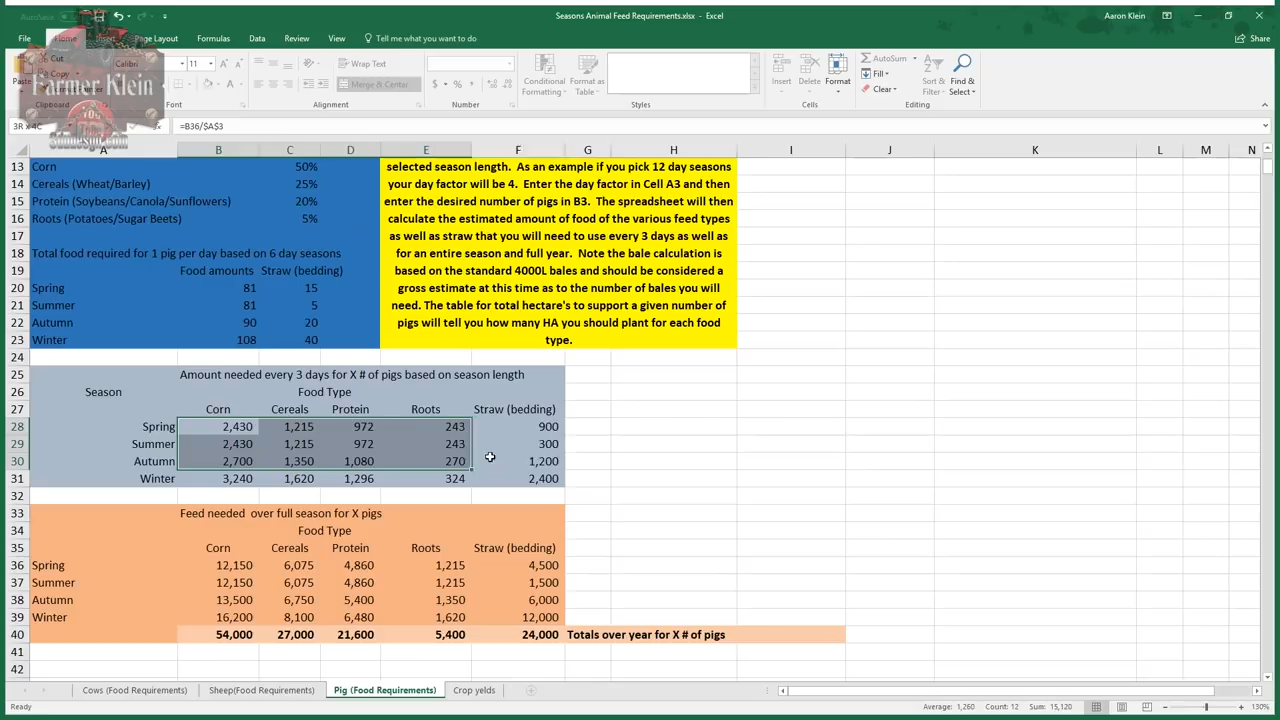 AutoSave
Seasons Animal Feed Requirements.xlsx - Excel
Aaron Klein
File Home Insert Page Layout Formulas Data Review View Tell me what you want to do
Share
Cut
Copy
Paste
Calibri 11
Wrap Text
Merge & Center
Conditional Formatting
Format as Table
Insert Delete Format
AutoSum
Fill
Clear
Sort & Filter
Find & Select
Clipboard Font Alignment Number Styles Cells Editing
Farmer Klein
YOU
3R x 4C fx =B36/$A$3
A B C D E F G H I J K L M N
13 Corn 50% selected season length. As an example if you pick 12 day seasons
14 Cereals (Wheat/Barley) 25% your day factor will be 4. Enter the day factor in Cell A3 and then
15 Protein (Soybeans/Canola/Sunflowers) 20% enter the desired number of pigs in B3. The spreadsheet will then
16 Roots (Potatoes/Sugar Beets) 5% calculate the estimated amount of food of the various feed types
17 as well as straw that you will need to use every 3 days as well as
18 Total food required for 1 pig per day based on 6 day seasons for an entire season and full year. Note the bale calculation is
19 Food amounts Straw (bedding) based on the standard 4000L bales and should be considered a
20 Spring 81 15 gross estimate at this time as to the number of bales you will
21 Summer 81 5 need. The table for total hectare's to support a given number of
22 Autumn 90 20 pigs will tell you how many HA you should plant for each food
23 Winter 108 40 type.
24
25 Amount needed every 3 days for X # of pigs based on season length
26 Season Food Type
27 Corn Cereals Protein Roots Straw (bedding)
28 Spring 2,430 1,215 972 243 900
29 Summer 2,430 1,215 972 243 300
30 Autumn 2,700 1,350 1,080 270 1,200
31 Winter 3,240 1,620 1,296 324 2,400
32
33 Feed needed over full season for X pigs
34 Food Type
35 Corn Cereals Protein Roots Straw (bedding)
36 Spring 12,150 6,075 4,860 1,215 4,500
37 Summer 12,150 6,075 4,860 1,215 1,500
38 Autumn 13,500 6,750 5,400 1,350 6,000
39 Winter 16,200 8,100 6,480 1,620 12,000
40 54,000 27,000 21,600 5,400 24,000 Totals over year for X # of pigs
41
42
Cows (Food Requirements) Sheep(Food Requirements) Pig (Food Requirements) Crop yelds
Ready Average: 1,260 Count: 12 Sum: 15,120 130%